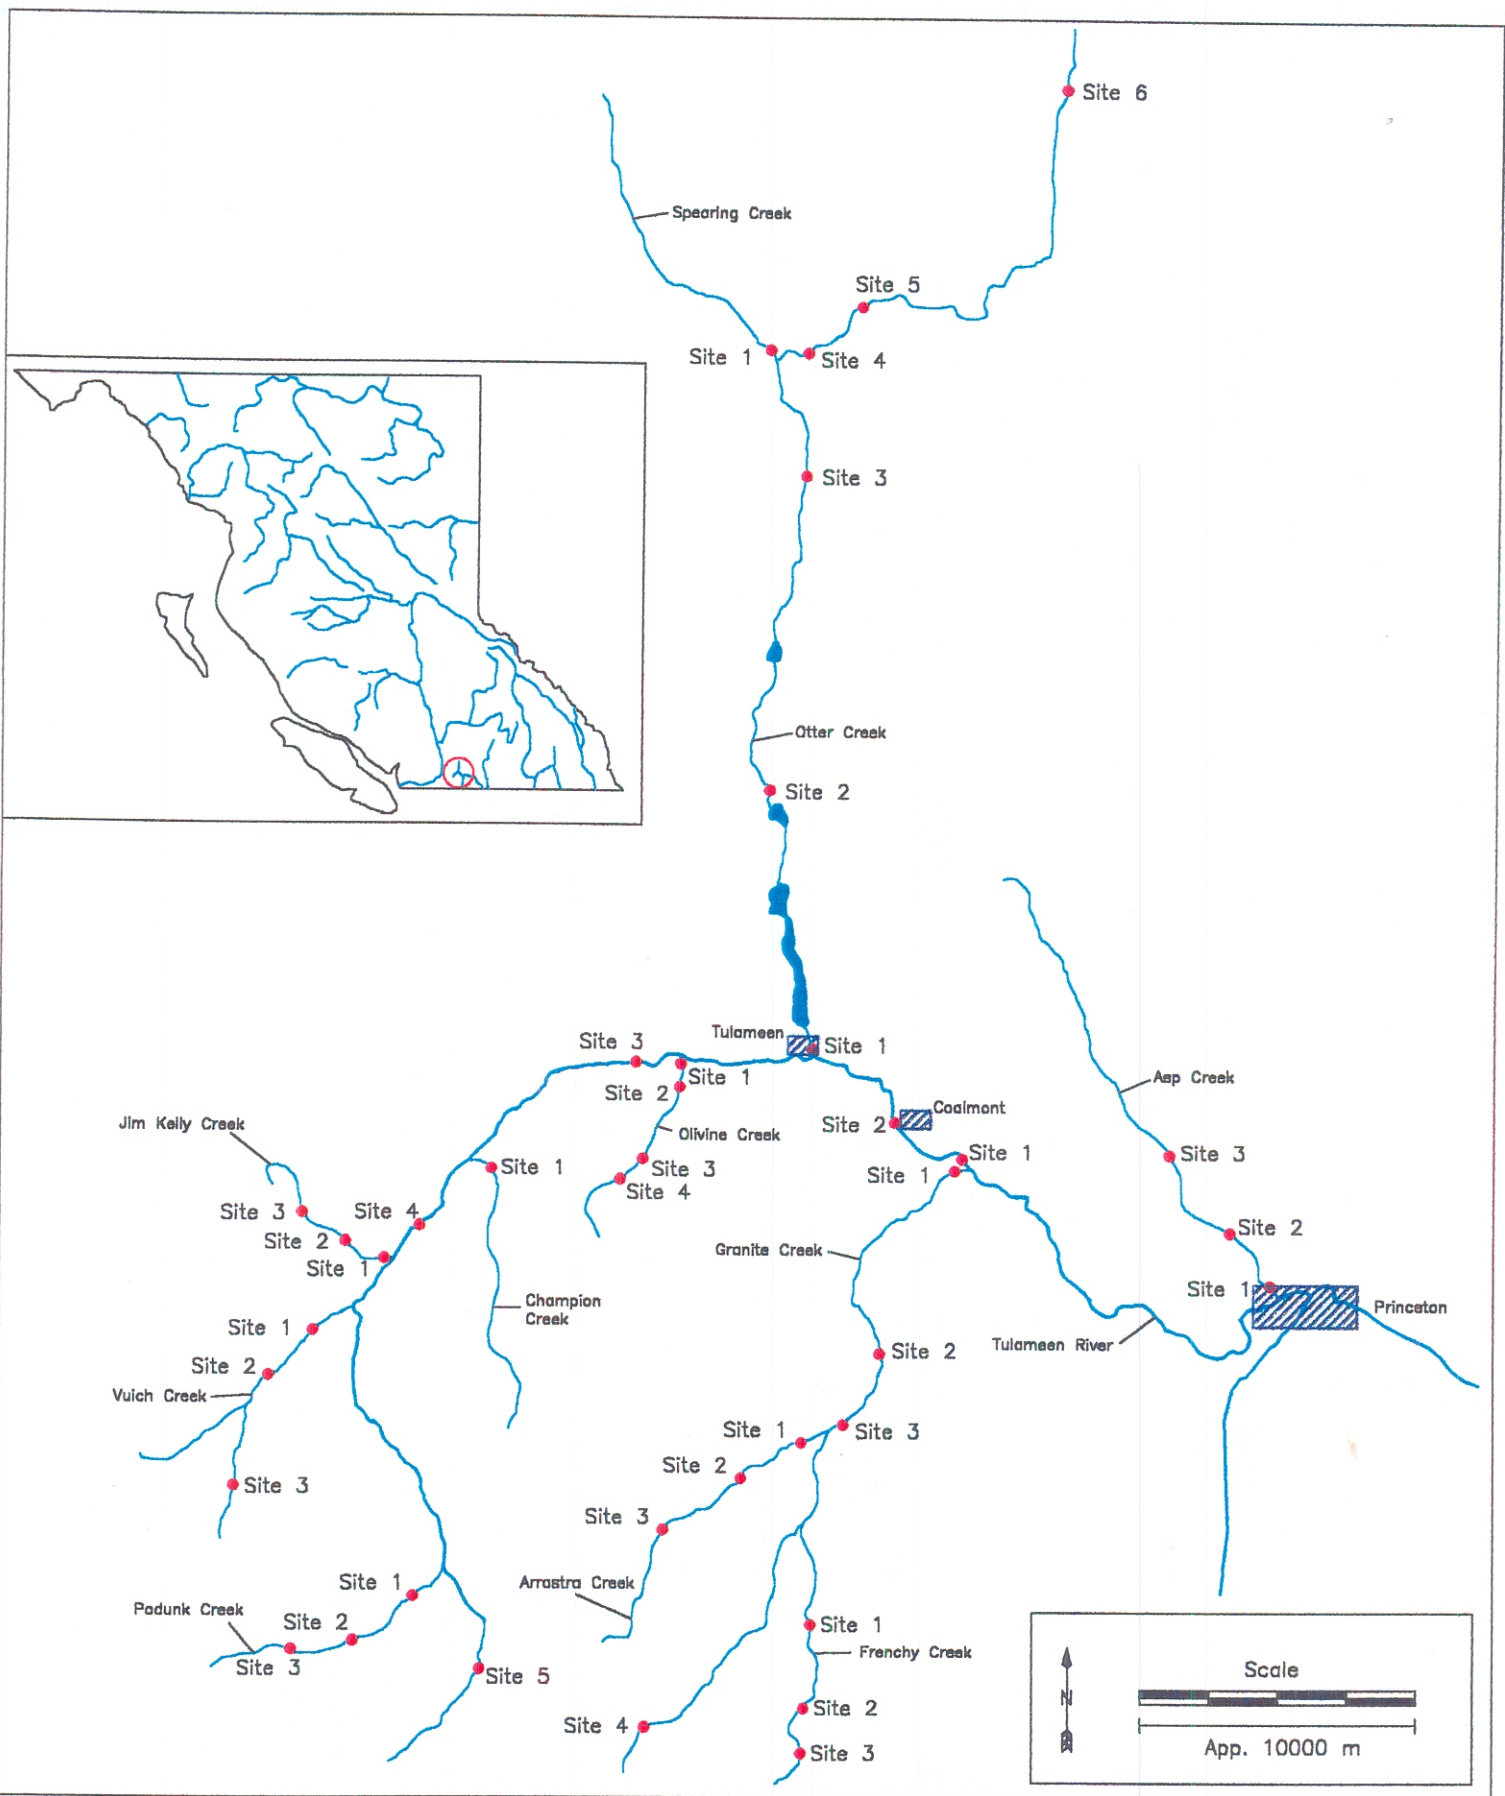 Site 6
Spearing Creek
Site 5
Site 1
Site 4
Site 3
Otter Creek
Site 2
Tulameen
Site 1
Site 3
Site 1
Site 2
Asp Creek
Coalmont
Site 2
Jim Kelly Creek
Olivine Creek
Site 1
Site 3
Site 1
Site 3
Site 1
Site 4
Site 3
Site 4
Site 2
Site 2
Site 1
Granite Creek
Site 1
Champion
Creek
Princeton
Site 1
Tulameen River
Site 2
Site 2
Vuich Creek
Site 1
Site 3
Site 2
Site 3
Site 3
Arrastra Creek
Site 1
Podunk Creek
Site 2
Site 1
Frenchy Creek
Site 3
Site 5
Site 2
Site 4
Site 3
N
Scale
App. 10000 m